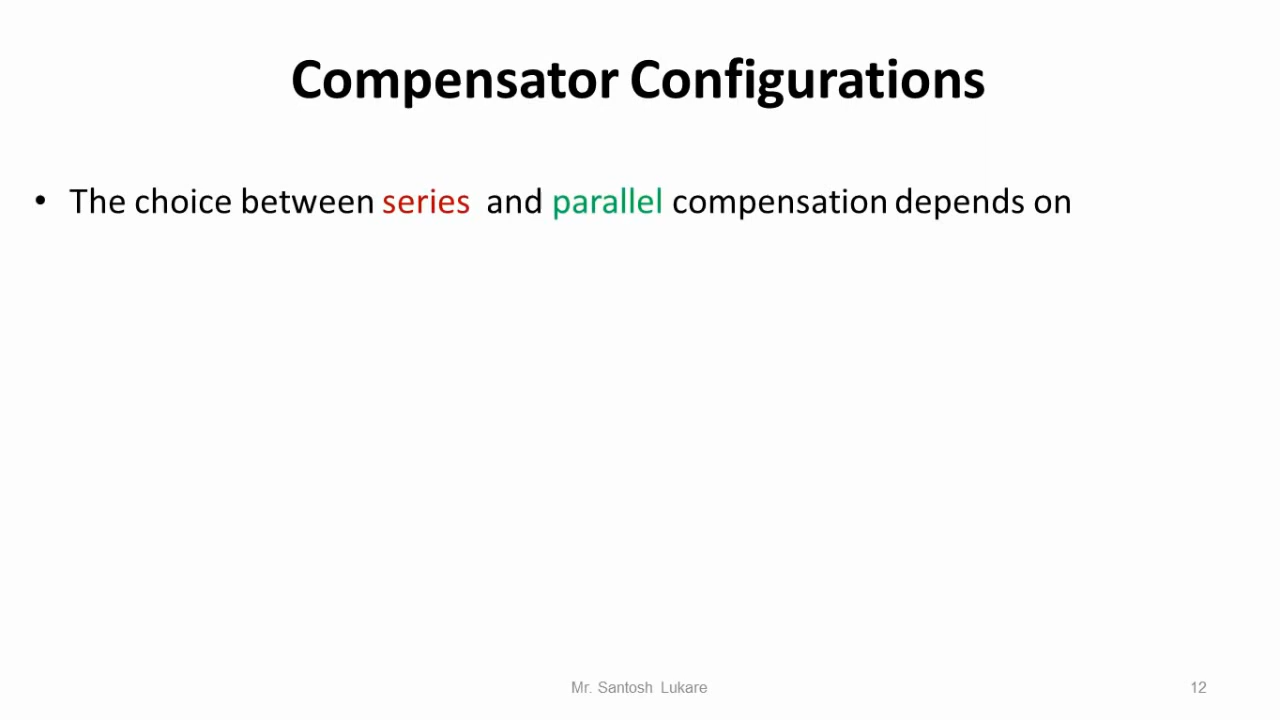 Compensator Configurations
• The choice between series and parallel compensation depends on
Mr. Santosh Lukare
12